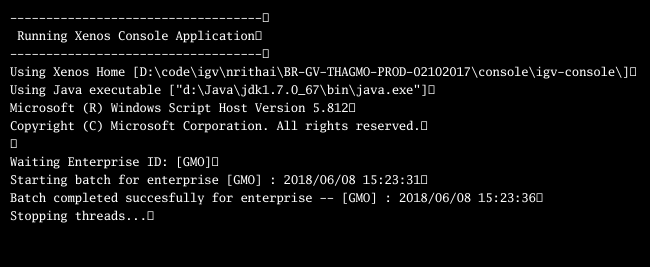 -----------------------------------
Running Xenos Console Application
-----------------------------------
Using Xenos Home [D:\code\igv\nrithai\BR-GV-THAGMO-PROD-02102017\console\igv-console\]
Using Java executable ["d:\Java\jdk1.7.0_67\bin\java.exe"]
Microsoft (R) Windows Script Host Version 5.812
Copyright (C) Microsoft Corporation. All rights reserved.
Waiting Enterprise ID: [GMO]
Starting batch for enterprise [GMO] : 2018/06/08 15:23:31
Batch completed succesfully for enterprise -- [GMO] : 2018/06/08 15:23:36
Stopping threads...